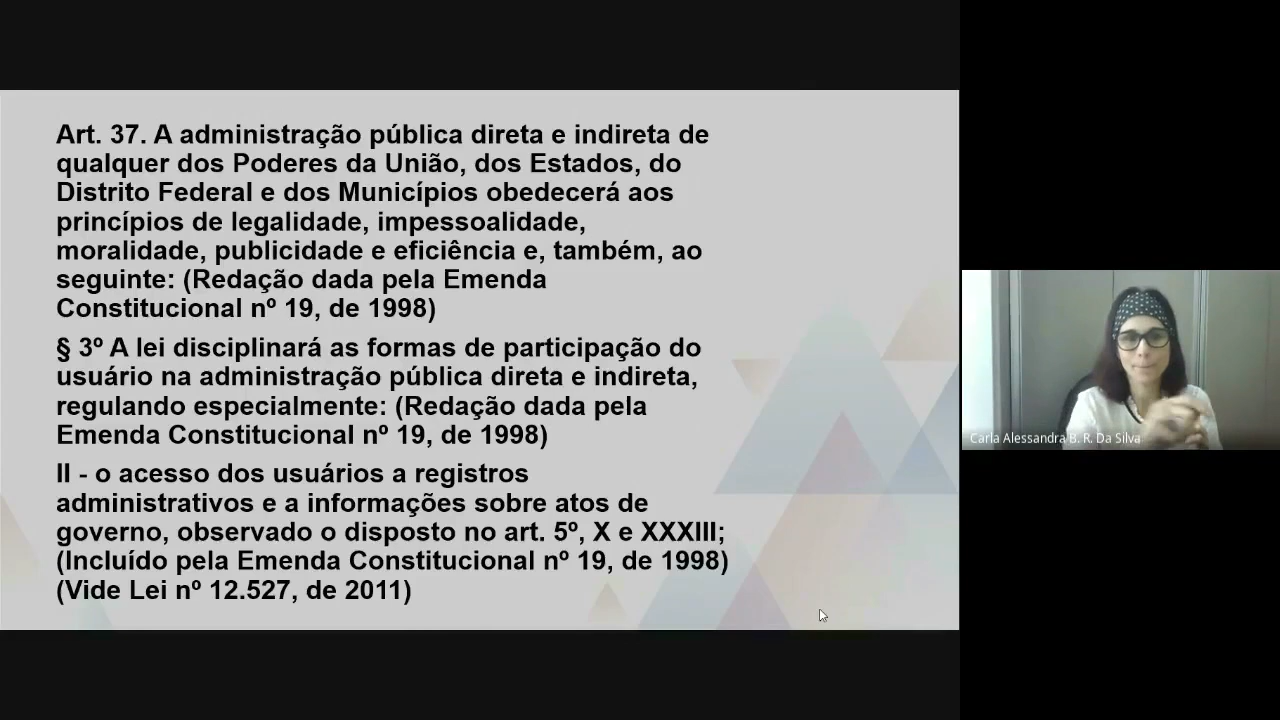 Art. 37. A administração pública direta e indireta de
qualquer dos Poderes da União, dos Estados, do
Distrito Federal e dos Municípios obedecerá aos
princípios de legalidade, impessoalidade,
moralidade, publicidade e eficiência e, também, ao
seguinte: (Redação dada pela Emenda
Constitucional nº 19, de 1998)
§ 3º A lei disciplinará as formas de participação do
usuário na administração pública direta e indireta,
regulando especialmente: (Redação dada pela
Emenda Constitucional nº 19, de 1998)
II - o acesso dos usuários a registros
administrativos e a informações sobre atos de
governo, observado o disposto no art. 5º, X e XXXIII;
(Incluído pela Emenda Constitucional nº 19, de 1998)
(Vide Lei nº 12.527, de 2011)
Carla Alessandra B. R. Da Silva